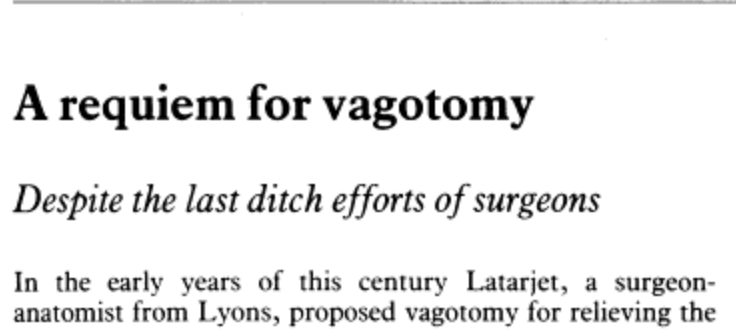 A requiem for vagotomy
Despite the last ditch efforts of surgeons
In the early years of this century Latarjet, a surgeon-
anatomist from Lyons, proposed vagotomy for relieving the